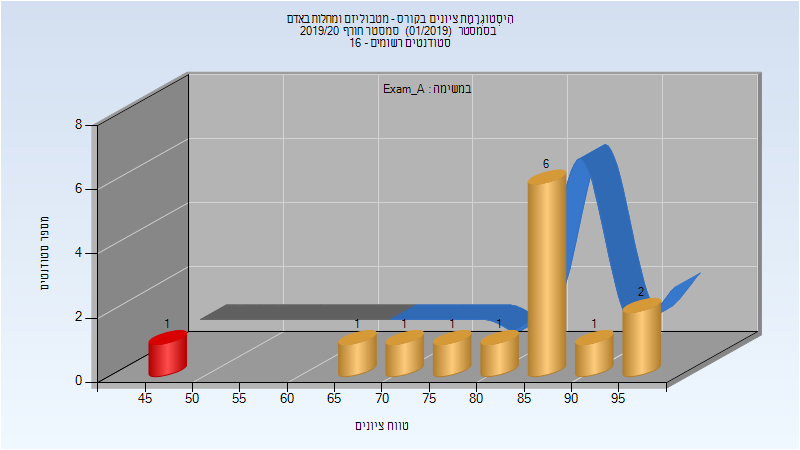 היסטוגרמת ציונים בקורס - מטבוליזם ומחלות באדם
בסמסטר (01/2019) סמסטר חורף 2019/20
סטודנטים רשומים - 16
במשימה : Exam_A
מספר סטודנטים
8
6
4
2
0
1
1
1
1
1
6
1
2
45 50 55 60 65 70 75 80 85 90 95
טווח ציונים